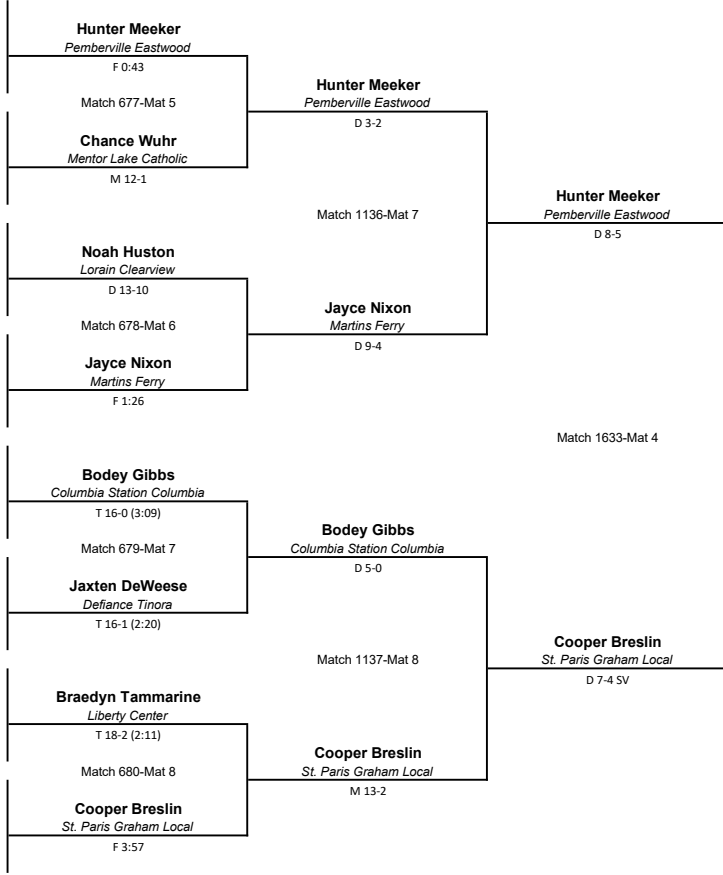 Hunter Meeker
Pemberville Eastwood
F 0:43
Match 677-Mat 5
Chance Wuhr
Mentor Lake Catholic
M 12-1
Hunter Meeker
Pemberville Eastwood
D 3-2
Match 1136-Mat 7
Noah Huston
Lorain Clearview
D 13-10
Match 678-Mat 6
Jayce Nixon
Martins Ferry
F 1:26
Jayce Nixon
Martins Ferry
D 9-4
Hunter Meeker
Pemberville Eastwood
D 8-5
Match 1633-Mat 4
Bodey Gibbs
Columbia Station Columbia
T 16-0 (3:09)
Match 679-Mat 7
Jaxten DeWeese
Defiance Tinora
T 16-1 (2:20)
Bodey Gibbs
Columbia Station Columbia
D 5-0
Match 1137-Mat 8
Braedyn Tammarine
Liberty Center
T 18-2 (2:11)
Match 680-Mat 8
Cooper Breslin
St. Paris Graham Local
F 3:57
Cooper Breslin
St. Paris Graham Local
M 13-2
Cooper Breslin
St. Paris Graham Local
D 7-4 SV